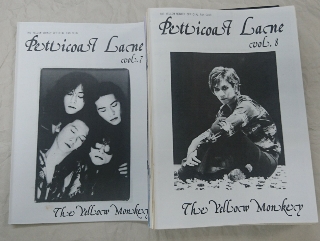 Petticoat Lane
vol. 7
The Yellow Monkey
Petticoat Lane
vol. 8
The Yellow Monkey